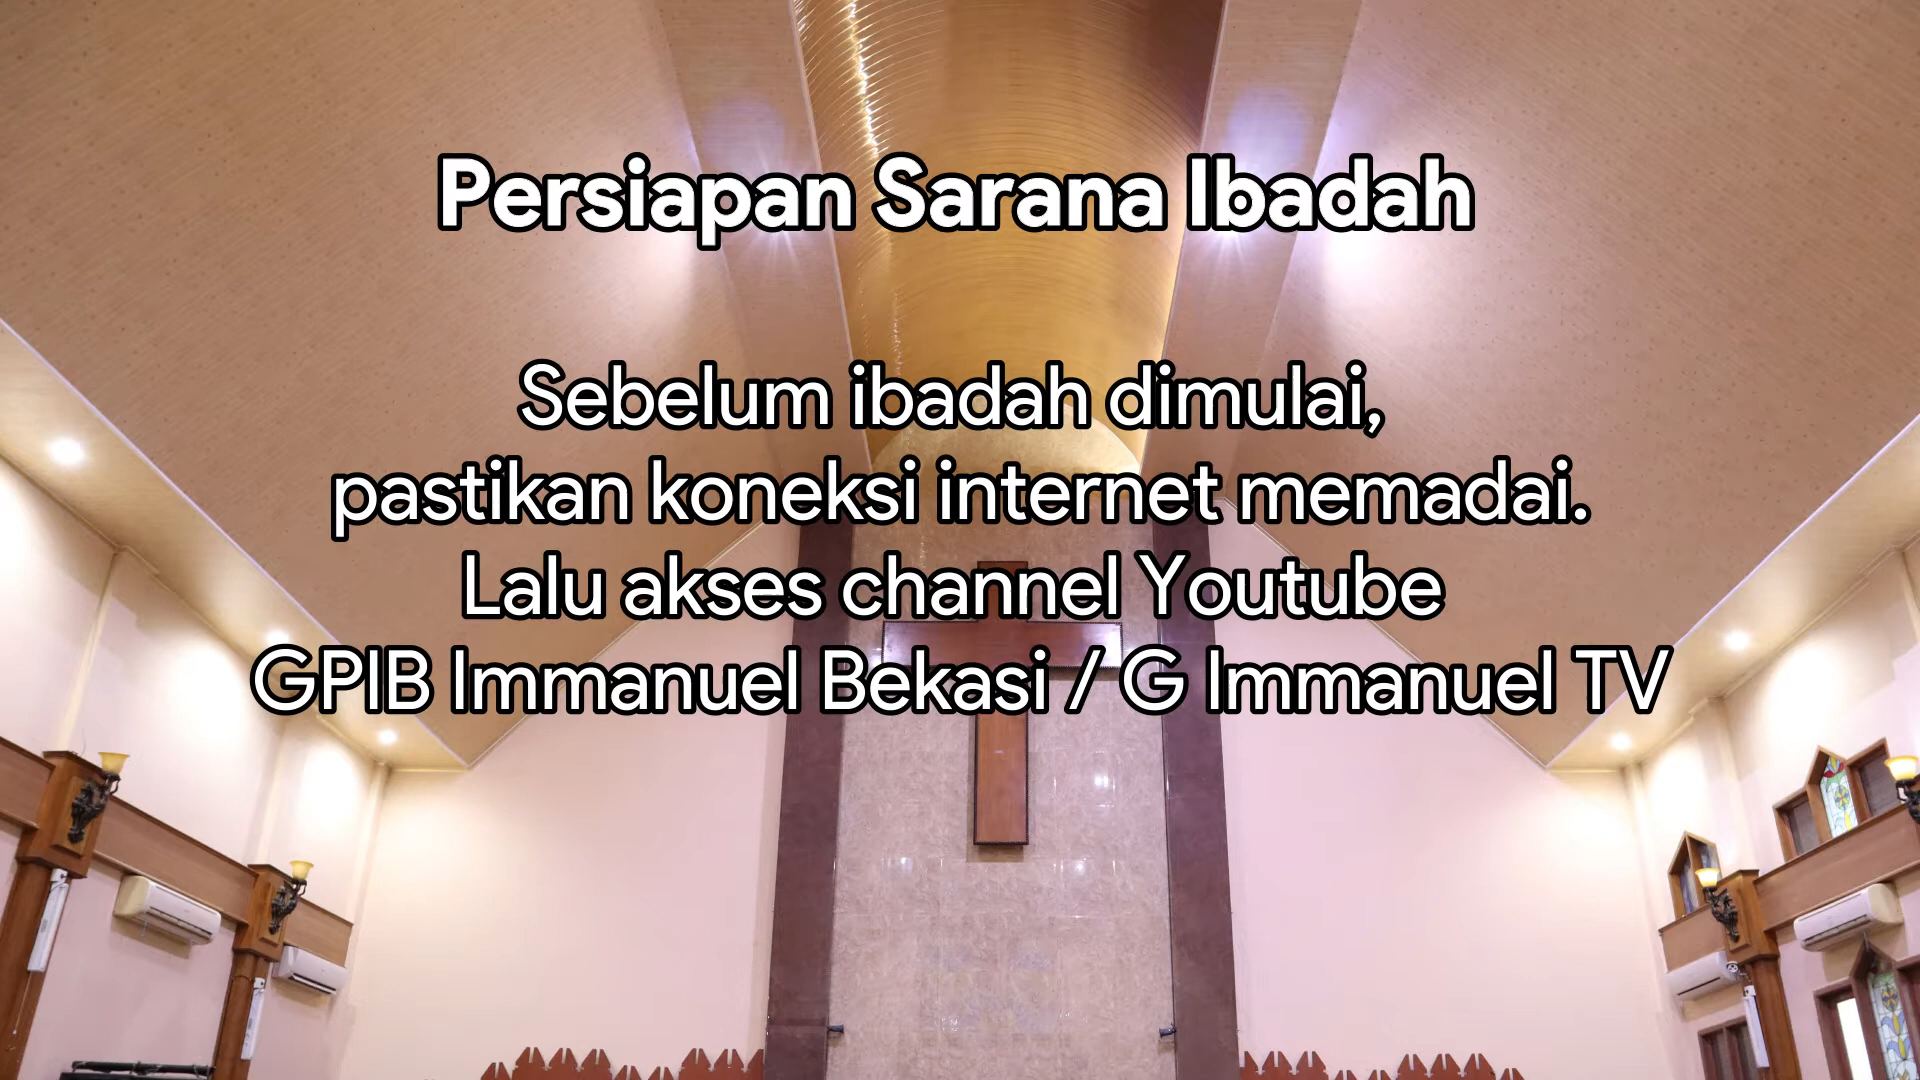 Persiapan Sarana Ibadah
Sebelum ibadah dimulai,
pastikan koneksi internet memadai.
Lalu akses channel Youtube
GPIB Immanuel Bekasi / G Immanuel TV